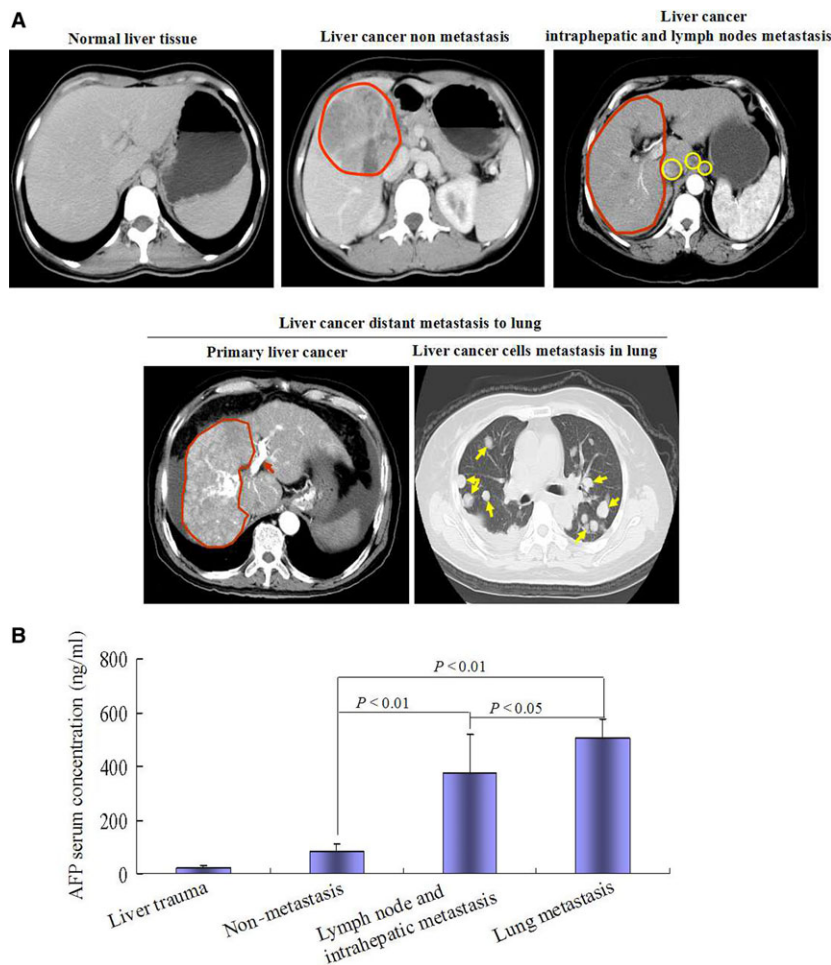 A
Normal liver tissue
Liver cancer non metastasis
Liver cancer
intraphepatic and lymph nodes metastasis
Liver cancer distant metastasis to lung
Primary liver cancer
Liver cancer cells metastasis in lung
B
AFP serum concentration (ng/ml)
800
600
400
200
0
P < 0.01
P < 0.01
P < 0.05
Liver trauma
Non-metastasis
Lymph node and
intrahepatic metastasis
Lung metastasis